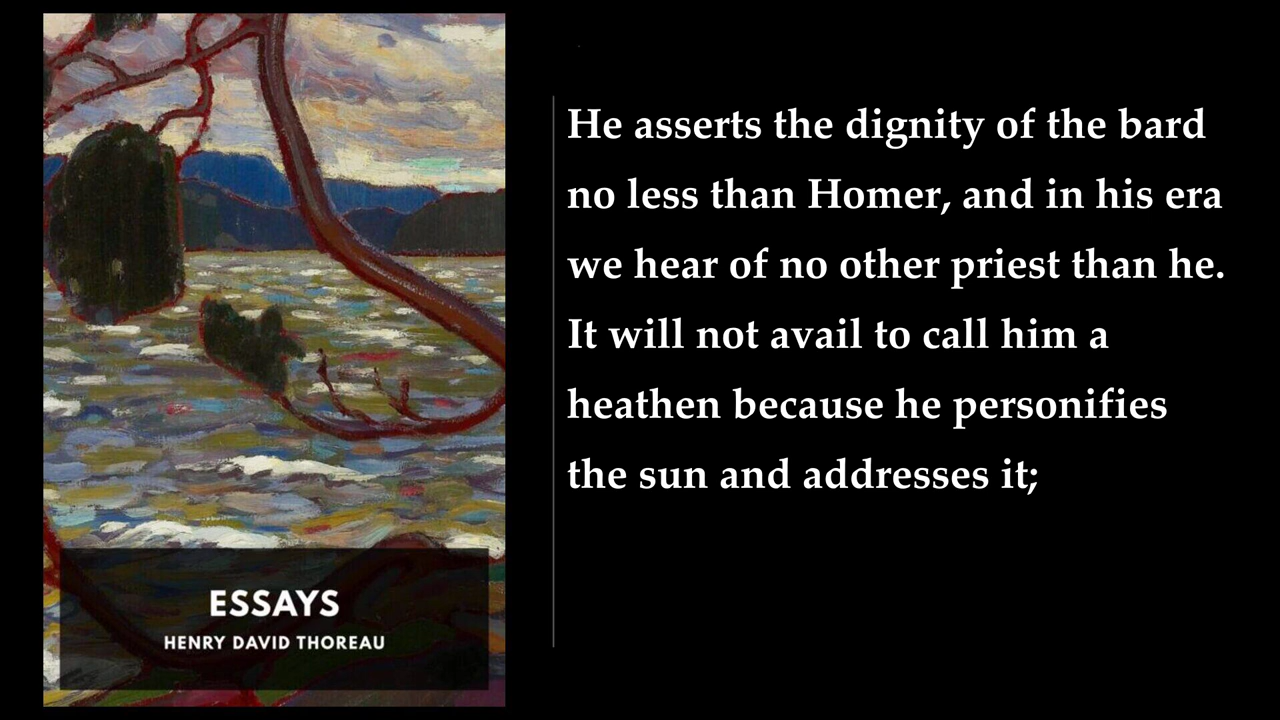 ESSAYS
HENRY DAVID THOREAU
He asserts the dignity of the bard
no less than Homer, and in his era
we hear of no other priest than he.
It will not avail to call him a
heathen because he personifies
the sun and addresses it;